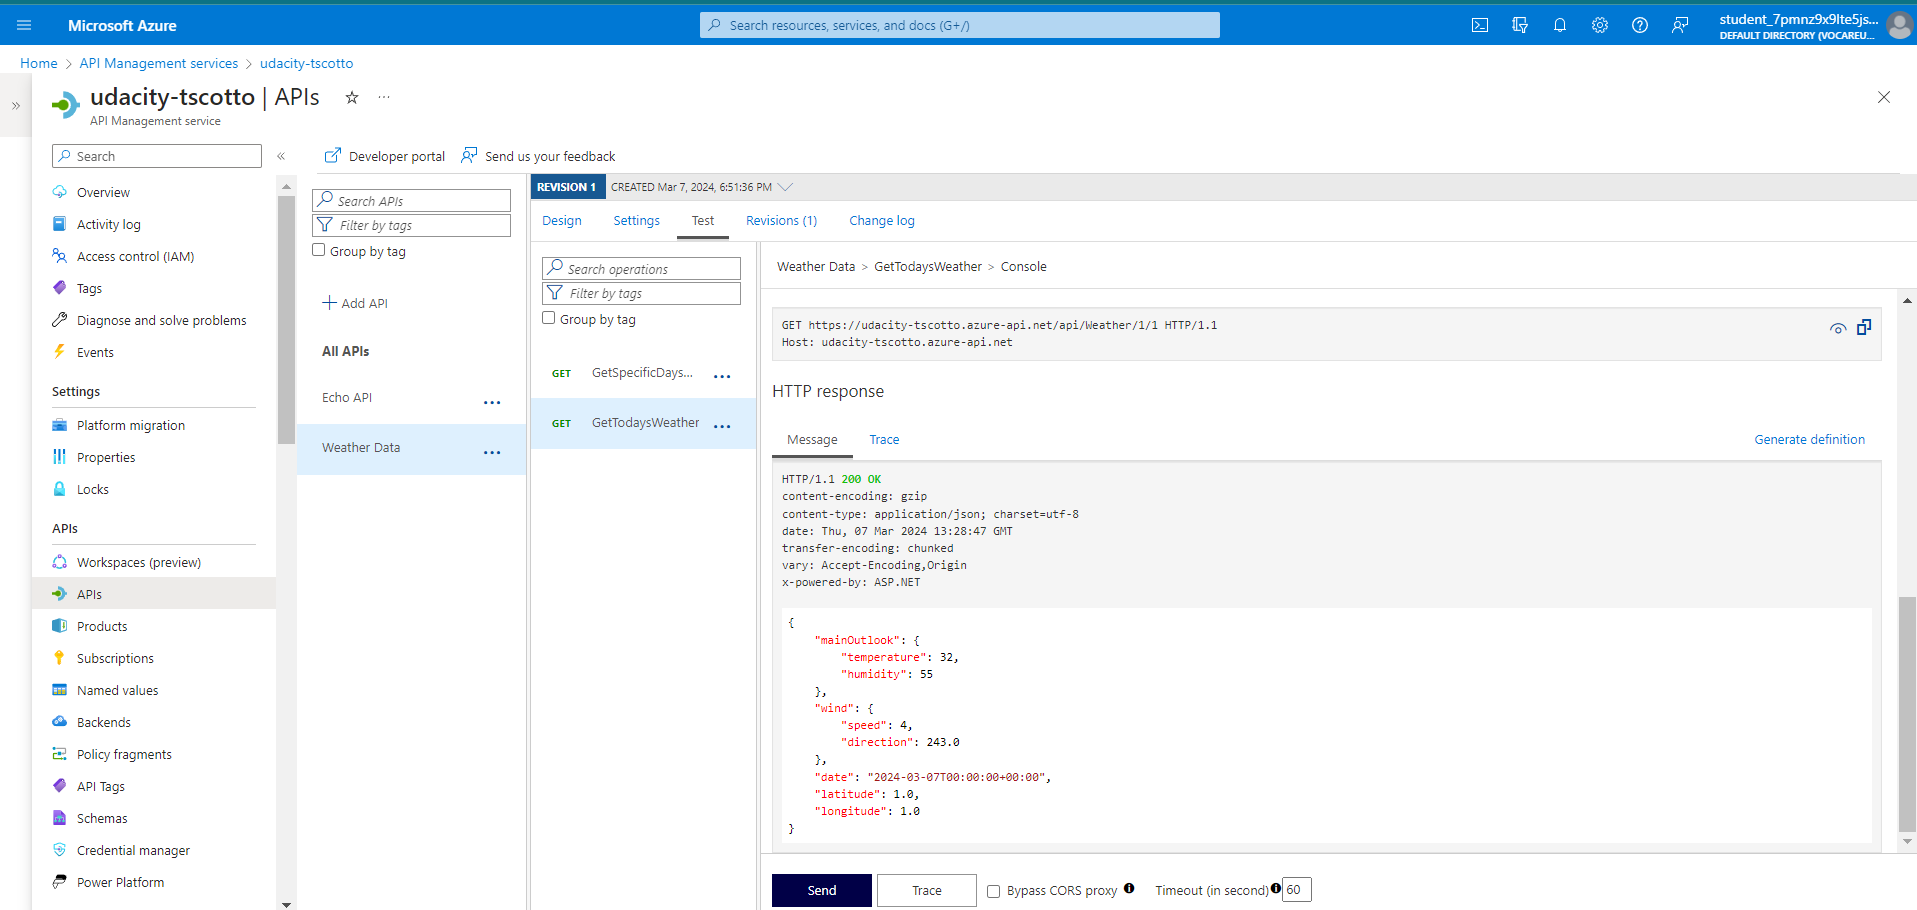 Microsoft Azure
Search resources, services, and docs (G+/)
student_7pmnz9x9lte5js...
DEFAULT DIRECTORY (VOCAREU...
Home > API Management services > udacity-tscotto
udacity-tscotto | APIs
API Management service
Search
Overview
Activity log
Access control (IAM)
Tags
Diagnose and solve problems
Events
Settings
Platform migration
Properties
Locks
APIs
Workspaces (preview)
APIs
Products
Subscriptions
Named values
Backends
Policy fragments
API Tags
Schemas
Credential manager
Power Platform
Developer portal
Send us your feedback
Search APIs
Filter by tags
Group by tag
Add API
All APIs
Echo API
Weather Data
REVISION 1 CREATED Mar 7, 2024, 6:51:36 PM
Design Settings Test Revisions (1) Change log
Search operations
Filter by tags
Group by tag
GET GetSpecificDays...
GET GetTodaysWeather
Weather Data > GetTodaysWeather > Console
GET https://udacity-tscotto.azure-api.net/api/Weather/1/1 HTTP/1.1
Host: udacity-tscotto.azure-api.net
HTTP response
Message Trace Generate definition
HTTP/1.1 200 OK
content-encoding: gzip
content-type: application/json; charset=utf-8
date: Thu, 07 Mar 2024 13:28:47 GMT
transfer-encoding: chunked
vary: Accept-Encoding,Origin
x-powered-by: ASP.NET
{
"mainOutlook": {
"temperature": 32,
"humidity": 55
},
"wind": {
"speed": 4,
"direction": 243.0
},
"date": "2024-03-07T00:00:00+00:00",
"latitude": 1.0,
"longitude": 1.0
}
Send Trace Bypass CORS proxy Timeout (in second) 60